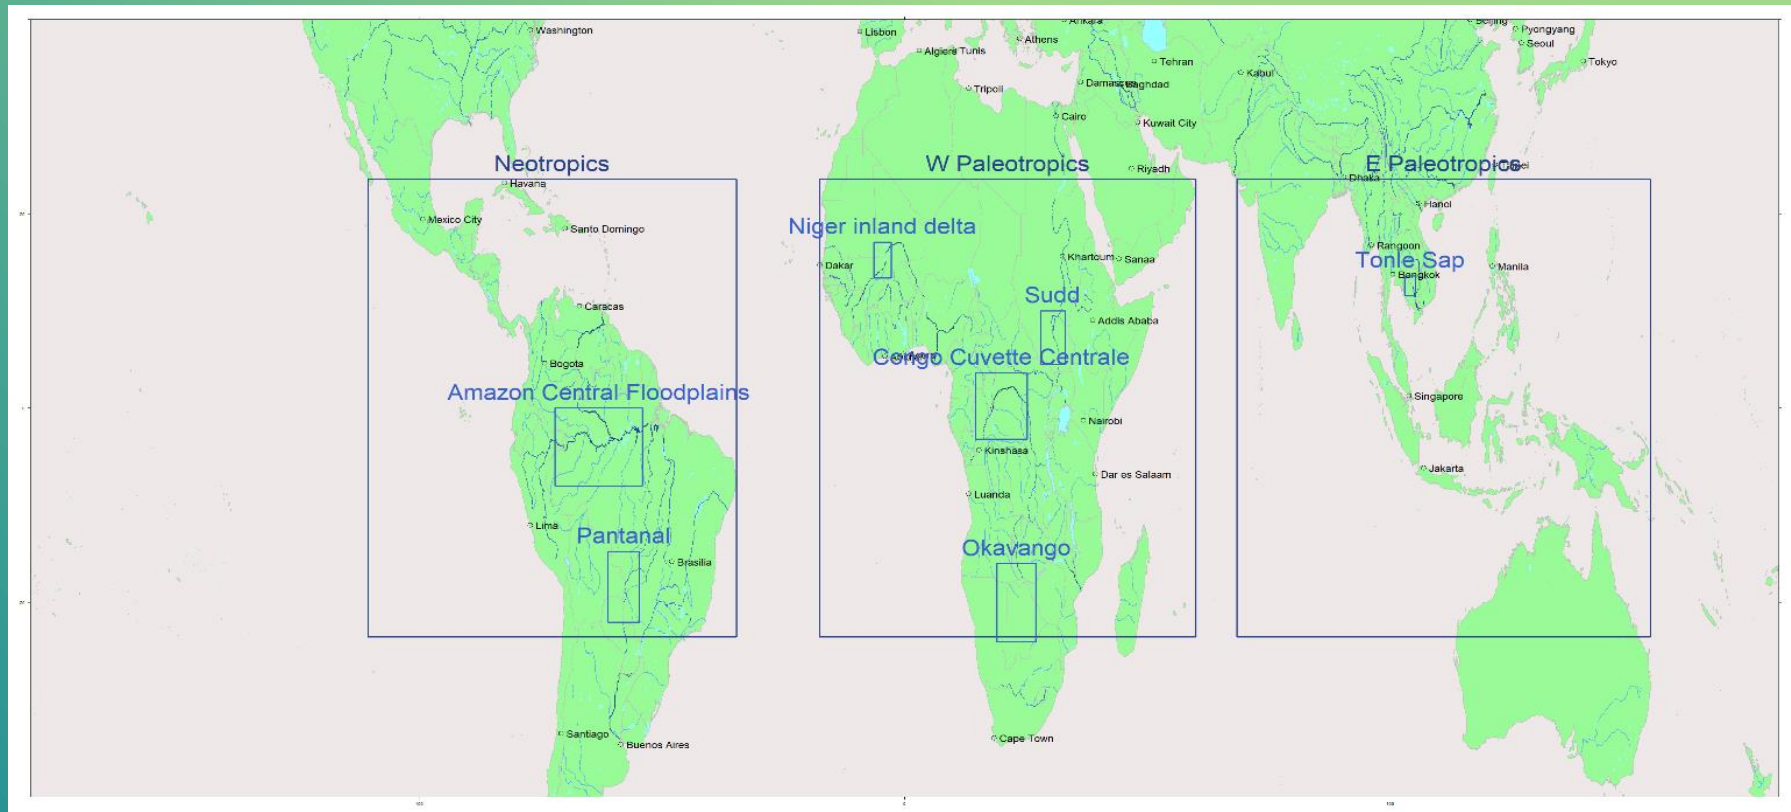 Washington
Lisbon
Algiers Tunis
Athens
Ankara
Beijing
Pyongyang
Seoul
Tokyo
Tehran
Kabul
Tripoli
Damascus
Baghdad
Cairo
Kuwait City
Neotropics
W Paleotropics
E Paleotropics
Riyadh
Dhaka
Havana
Hanoi
Mexico City
Santo Domingo
Niger inland delta
Rangoon
Dakar
Khartoum
Sanaa
Tonle Sap
Manila
Bangkok
Sudd
Caracas
Addis Ababa
Congo Cuvette Centrale
Bogota
Amazon Central Floodplains
Singapore
Nairobi
Kinshasa
Jakarta
Dar es Salaam
Luanda
Lima
Pantanal
Okavango
Brasilia
Santiago
Buenos Aires
Cape Town